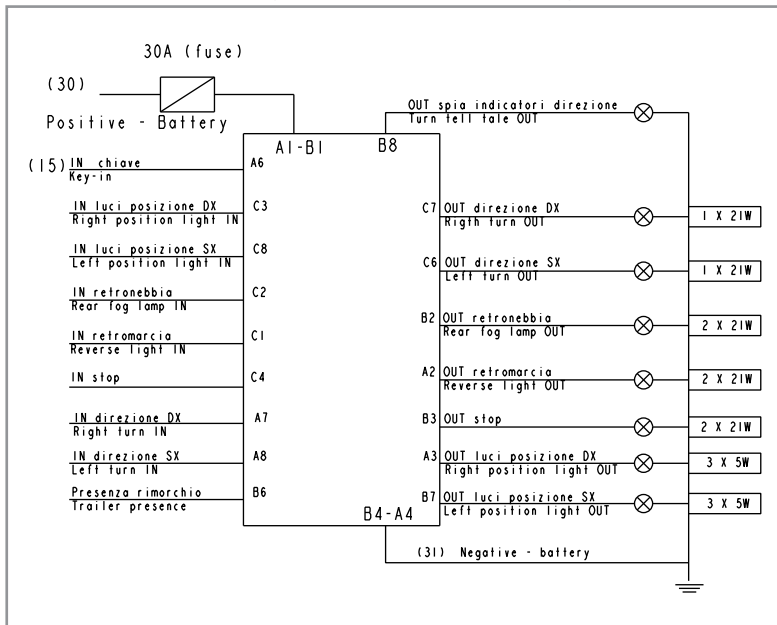 30A (fuse)
(30)
Positive - Battery
A1-B1
B8
OUT spia indicatori direzione
Turn tell tale OUT
(15) IN chiave
Key-in
A6
IN luci posizione DX
Right position light IN
C3
IN luci posizione SX
Left position light IN
C8
IN retronebbia
Rear fog lamp IN
C2
IN retromarcia
Reverse light IN
C1
IN stop
C4
IN direzione DX
Right turn IN
A7
IN direzione SX
Left turn IN
A8
Presenza rimorchio
Trailer presence
B6
C7 OUT direzione DX
Rigth turn OUT
1 X 21W
C6 OUT direzione SX
Left turn OUT
1 X 21W
B2 OUT retronebbia
Rear fog lamp OUT
2 X 21W
A2 OUT retromarcia
Reverse light OUT
2 X 21W
B3 OUT stop
2 X 21W
A3 OUT luci posizione DX
Right position light OUT
3 X 5W
B7 OUT luci posizione SX
Left position light OUT
3 X 5W
B4-A4
(31) Negative - battery